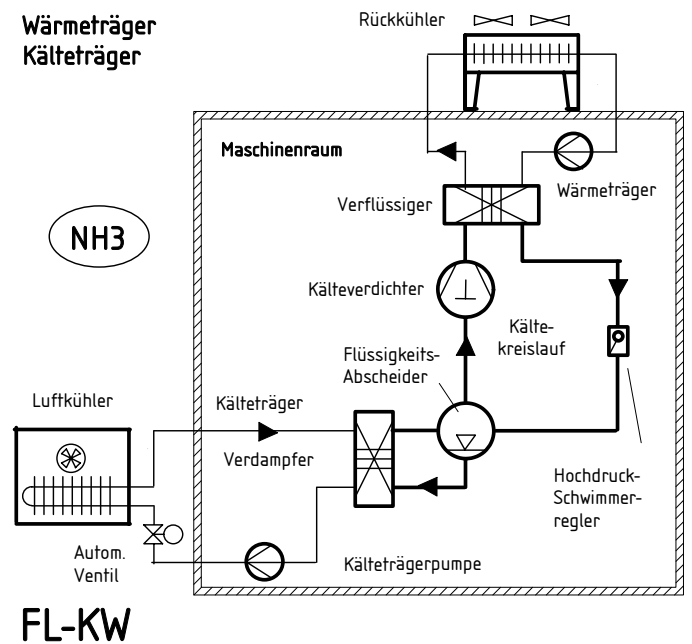 Wärmeträger
Kälteträger
Rückkühler
Maschinenraum
Wärmeträger
Verflüssiger
NH3
Kälteverdichter
Kälte-
kreislauf
Flüssigkeits-
Abscheider
Luftkühler
Kälteträger
Verdampfer
Hochdruck-
Schwimmer-
regler
Autom.
Ventil
Kälteträgerpumpe
FL-KW